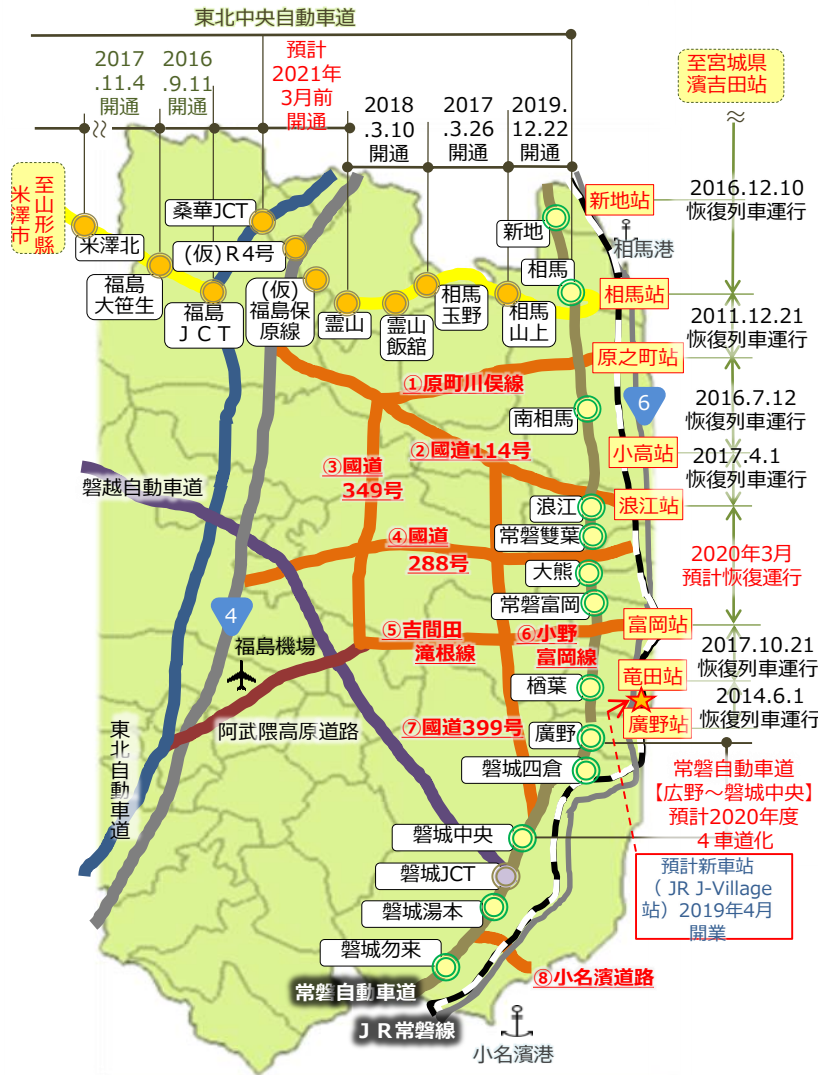 東北中央自動車道
2017
.11.4
開通
2016
.9.11
開通
預計
2021年
3月前
開通
2018
.3.10
開通
2017
.3.26
開通
2019.
12.22
開通
至宮城県
濱吉田站
至山形縣
米澤市
米澤北
福島
大笹生
福島
ＪＣＴ
桑華JCT
(仮)Ｒ4号
(仮)
福島保
原線
霊山
霊山
飯舘
相馬
玉野
相馬
山上
新地
相馬
新地站
相馬港
相馬站
2016.12.10
恢復列車運行
2011.12.21
恢復列車運行
原之町站
①原町川俣線
6
2016.7.12
恢復列車運行
南相馬
②國道114号
小高站
2017.4.1
恢復列車運行
③國道
349号
磐越自動車道
浪江
浪江站
常磐雙葉
④國道
288号
大熊
2020年3月
預計恢復運行
常磐富岡
4
⑤吉間田
滝根線
⑥小野
富岡線
富岡站
福島機場
2017.10.21
恢復列車運行
竜田站
楢葉
2014.6.1
恢復列車運行
廣野站
阿武隈高原道路
⑦國道399号
廣野
東北自動車道
磐城四倉
常磐自動車道
【広野～磐城中央】
預計2020年度
４車道化
磐城中央
磐城JCT
預計新車站
（ JR J-Village
站）2019年4月
開業
磐城湯本
磐城勿来
⑧小名濱道路
常磐自動車道
ＪＲ常磐線
小名濱港